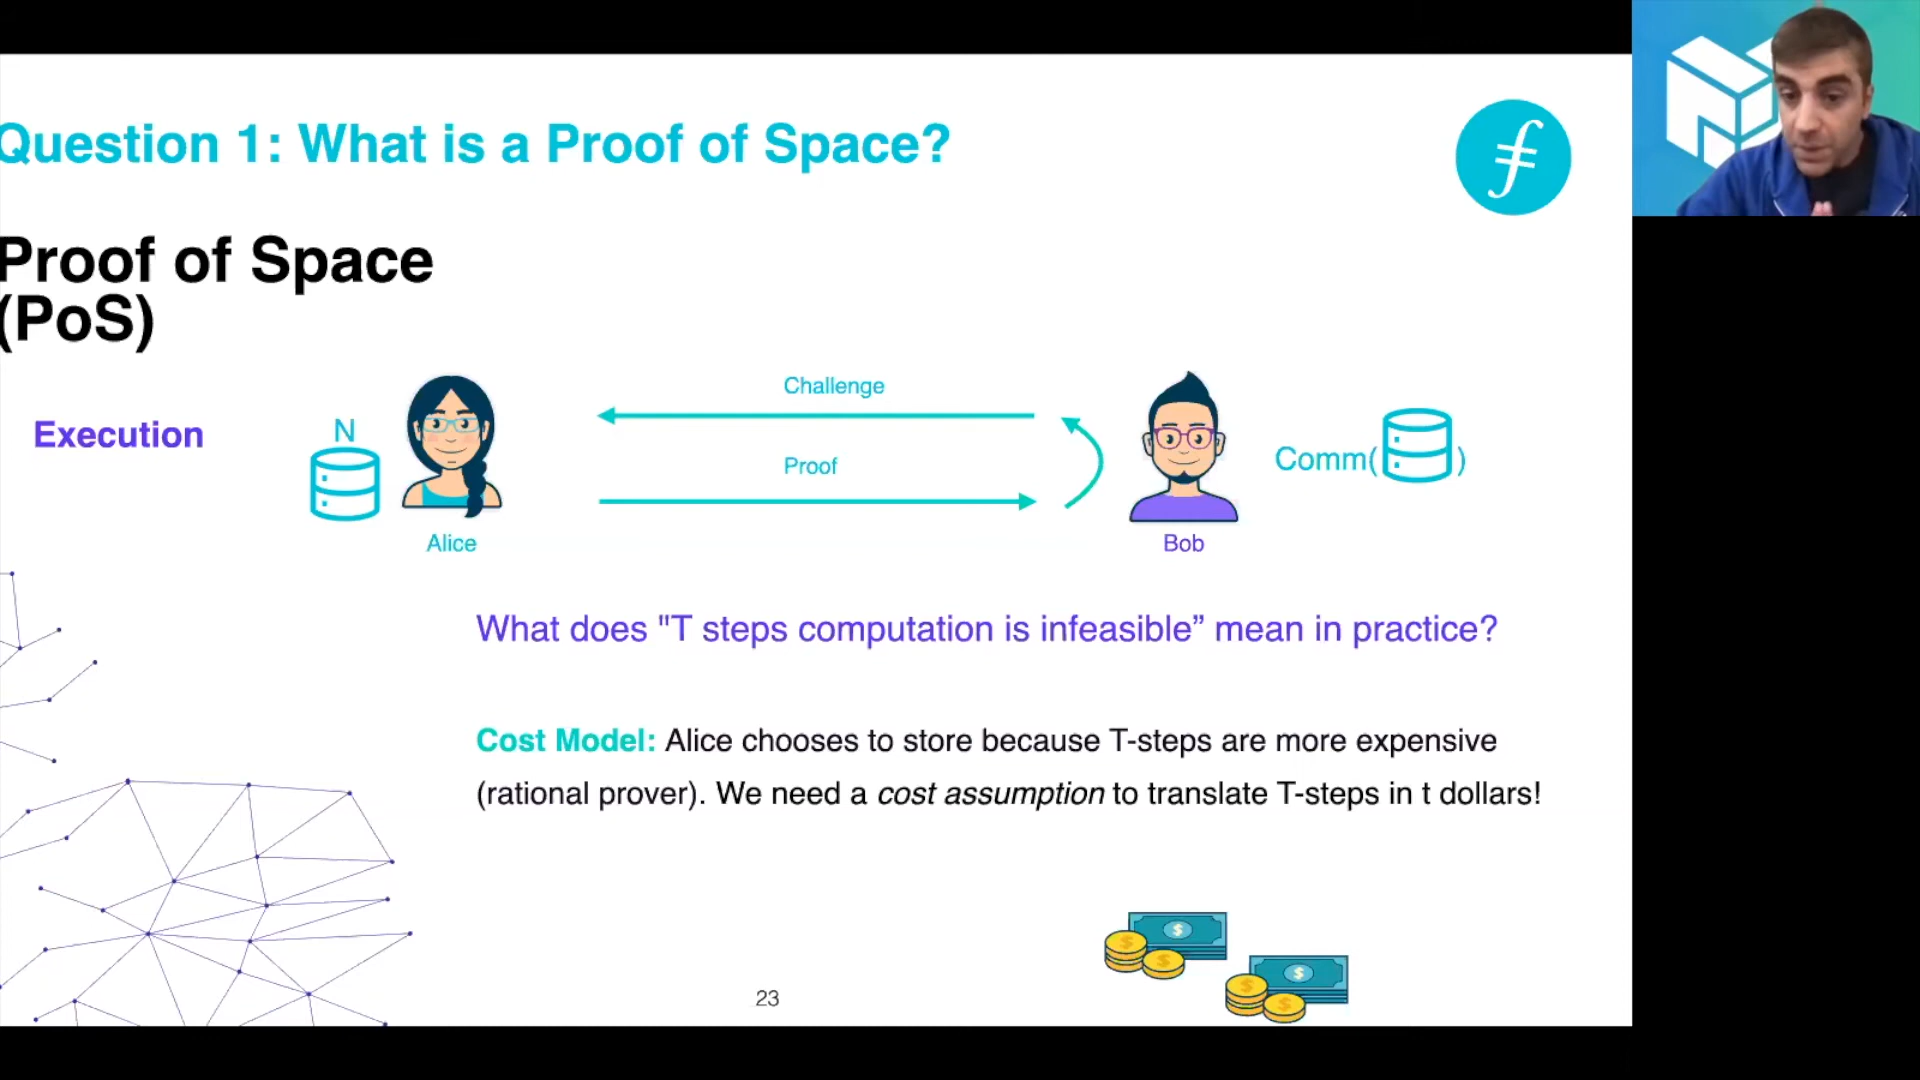 Question 1: What is a Proof of Space?
Proof of Space
(PoS)
Execution
N
Challenge
Proof
Comm( )
Alice
Bob
What does "T steps computation is infeasible” mean in practice?
Cost Model: Alice chooses to store because T-steps are more expensive
(rational prover). We need a cost assumption to translate T-steps in t dollars!
$ $
$ $
$ $
23